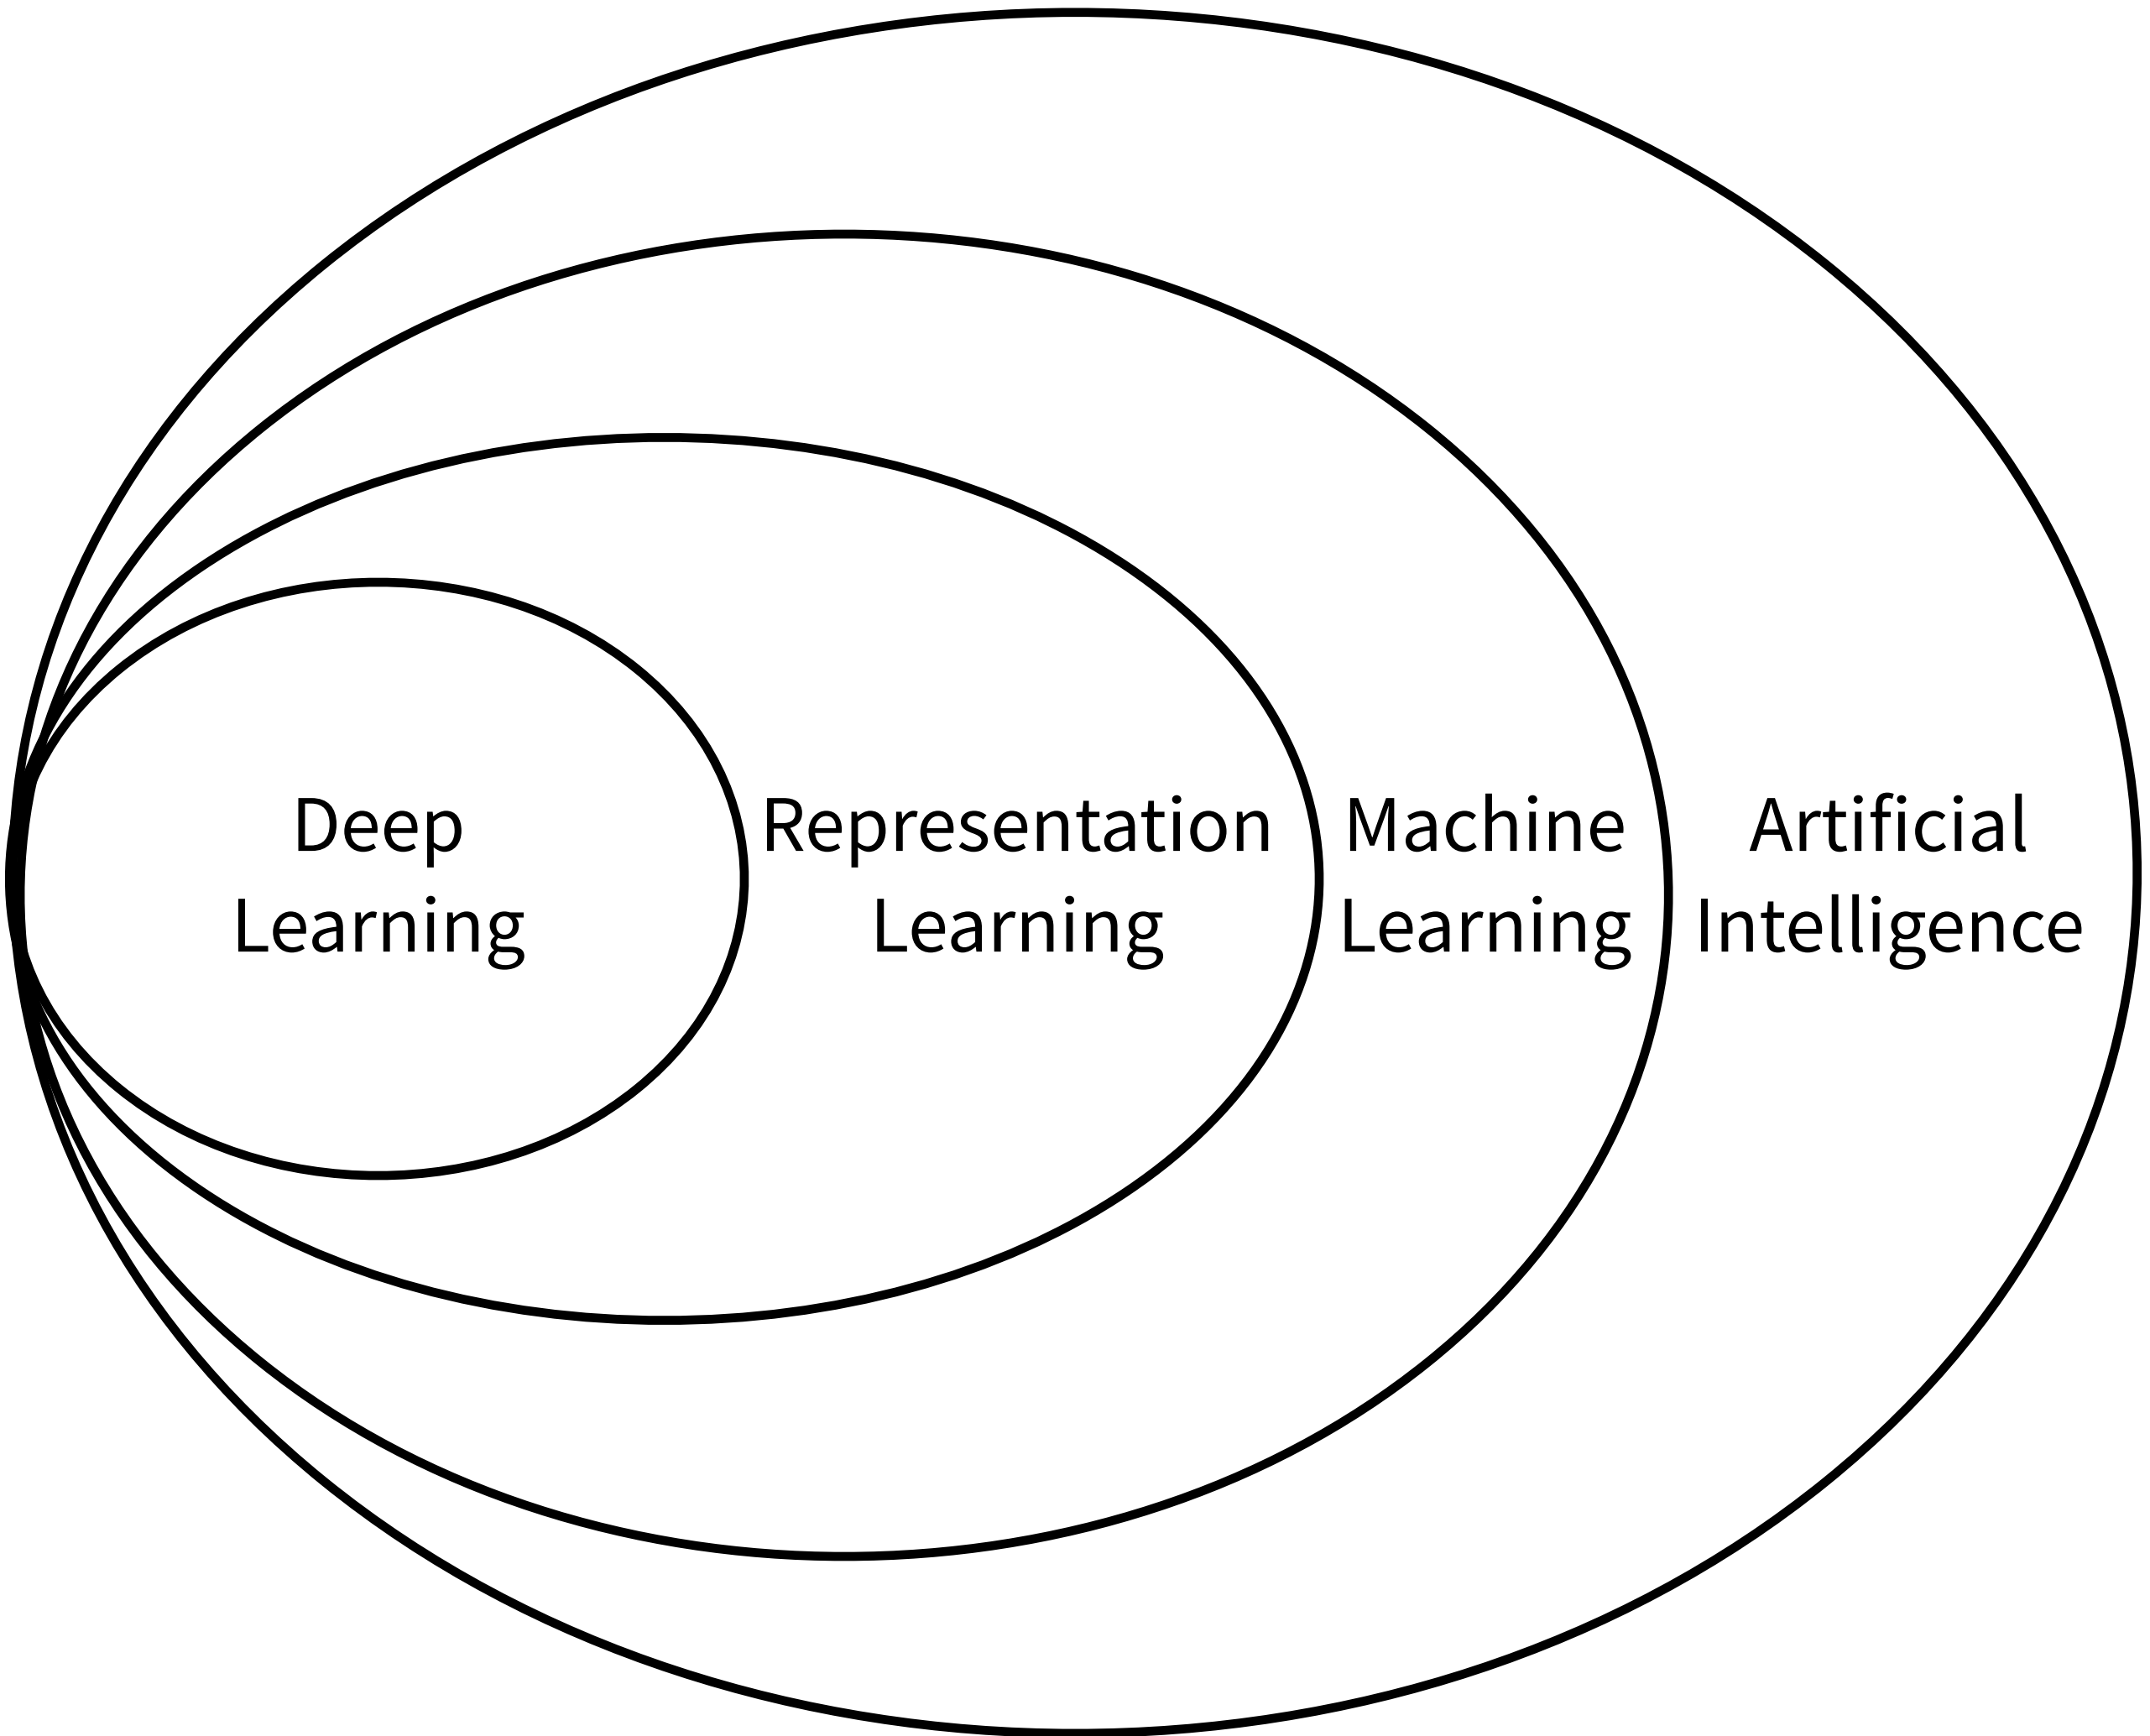 Deep
Learning
Representation
Learning
Machine
Learning
Artificial
Intelligence